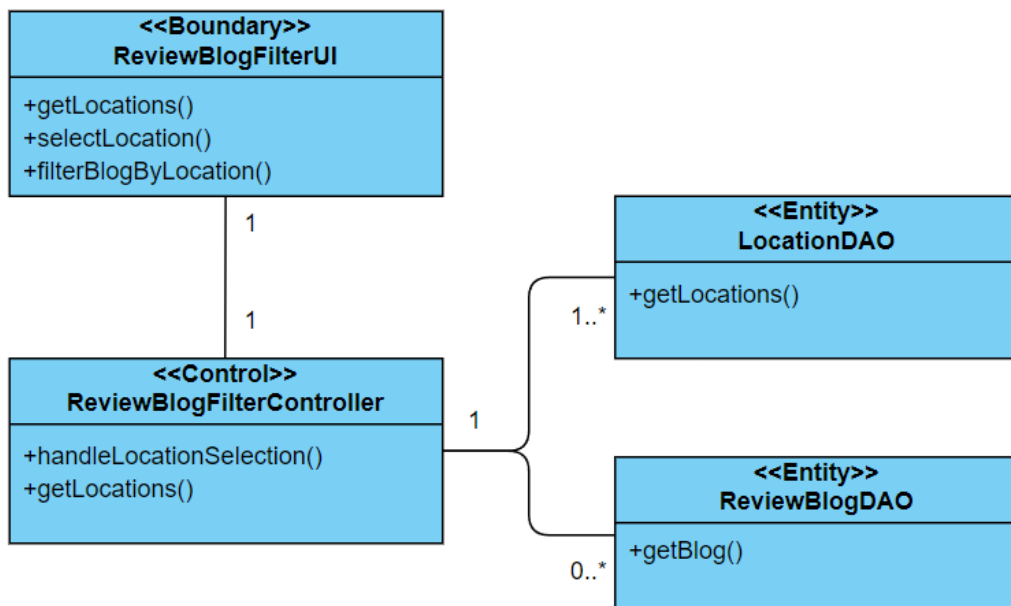 <<Boundary>>
ReviewBlogFilterUI
+getLocations()
+selectLocation()
+filterBlogByLocation()
1
1
<<Control>>
ReviewBlogFilterController
+handleLocationSelection()
+getLocations()
1
<<Entity>>
LocationDAO
+getLocations()
1..*
<<Entity>>
ReviewBlogDAO
+getBlog()
0..*